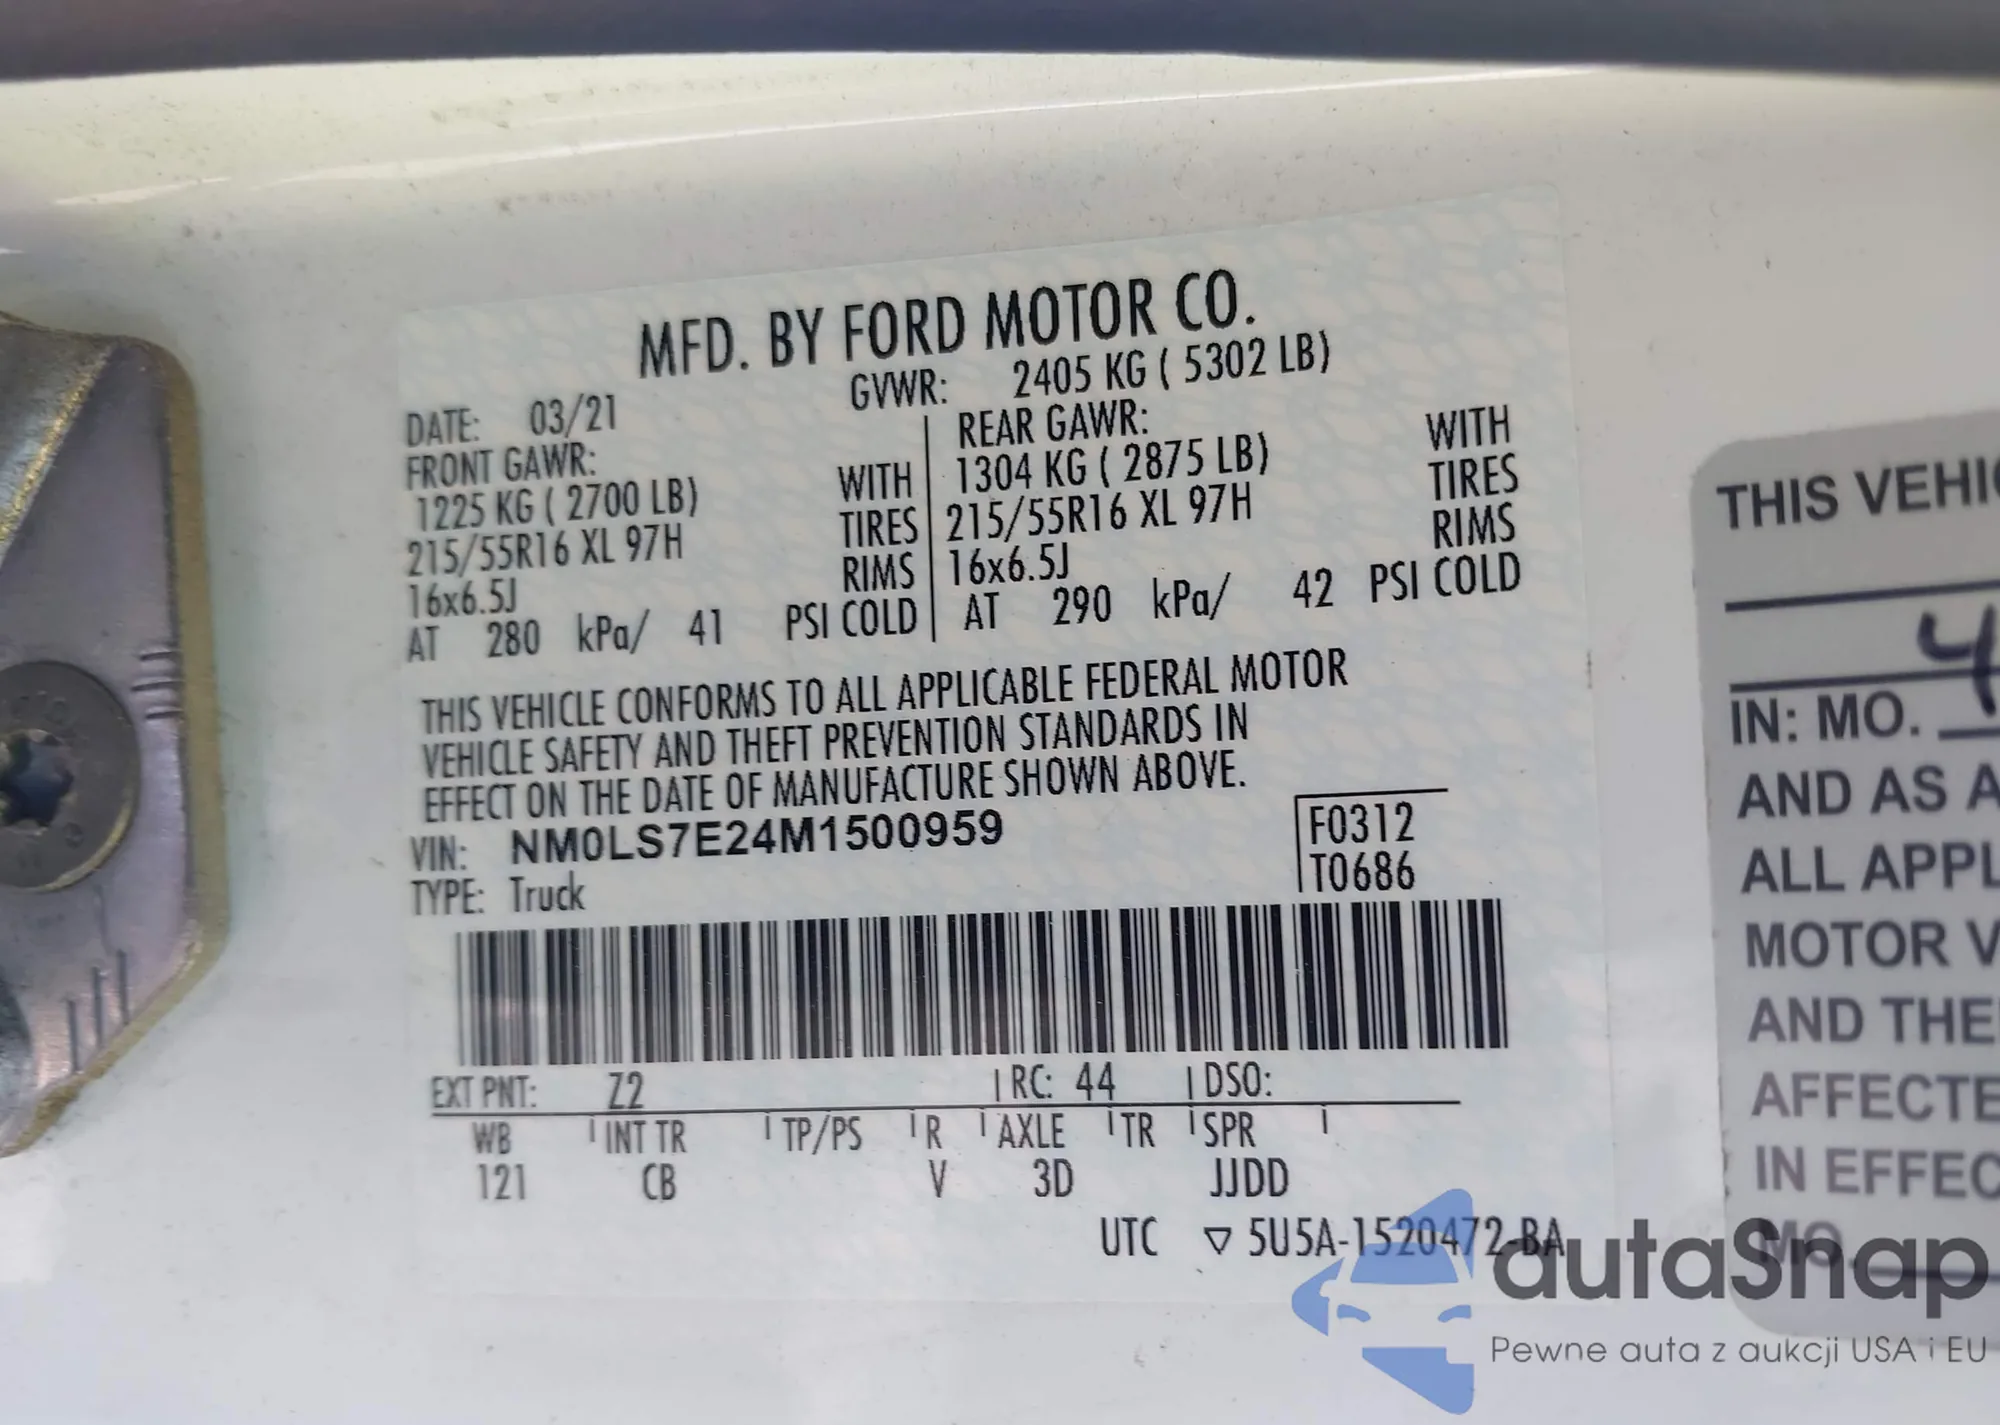 MFD. BY FORD MOTOR CO.
DATE: 03/21 GVWR: 2405 KG ( 5302 LB)
FRONT GAWR: REAR GAWR:
1225 KG ( 2700 LB) WITH 1304 KG ( 2875 LB) WITH
215/55R16 XL 97H TIRES 215/55R16 XL 97H TIRES
16x6.5J RIMS 16x6.5J RIMS
AT 280 kPa/ 41 PSI COLD AT 290 kPa/ 42 PSI COLD
THIS VEHICLE CONFORMS TO ALL APPLICABLE FEDERAL MOTOR
VEHICLE SAFETY AND THEFT PREVENTION STANDARDS IN
EFFECT ON THE DATE OF MANUFACTURE SHOWN ABOVE.
VIN: NM0LS7E24M1500959 F0312
TYPE: Truck T0686
EXT PNT: Z2 RC: 44 DSO:
WB INT TR TP/PS R AXLE TR SPR
121 CB V 3D JJDD
UTC ▽ 5U5A-1520472-BA
THIS VEHIC
4
IN: MO.
AND AS A
ALL APPL
MOTOR V
AND THE
AFFECTE
IN EFFEC
MO.
autaSnap
Pewne auta z aukcji USA i EU